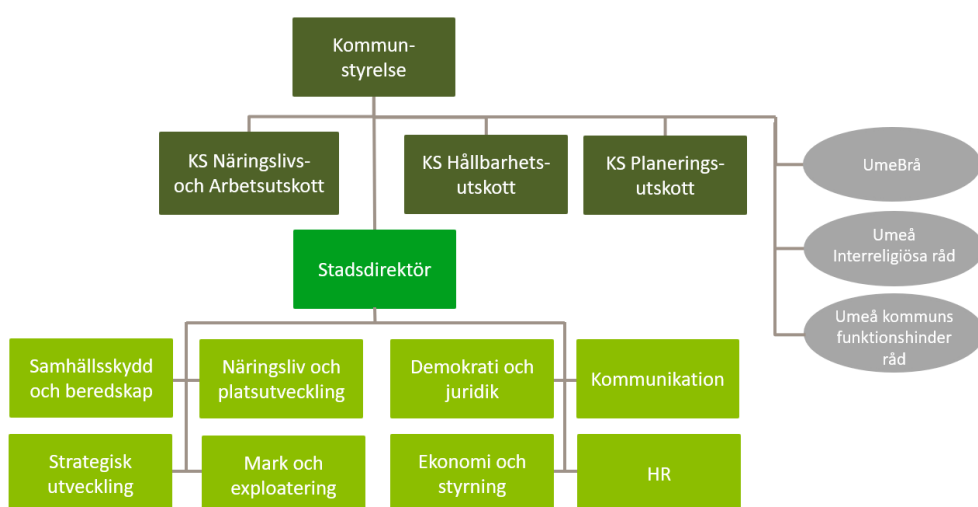 Kommun-
styrelse
KS Näringslivs-
och Arbetsutskott
KS Hållbarhets-
utskott
KS Planerings-
utskott
UmeBrå
Umeå
Interreligiösa råd
Umeå kommuns
funktionshinder
råd
Stadsdirektör
Samhällsskydd
och beredskap
Näringsliv och
platsutveckling
Demokrati och
juridik
Kommunikation
Strategisk
utveckling
Mark och
exploatering
Ekonomi och
styrning
HR